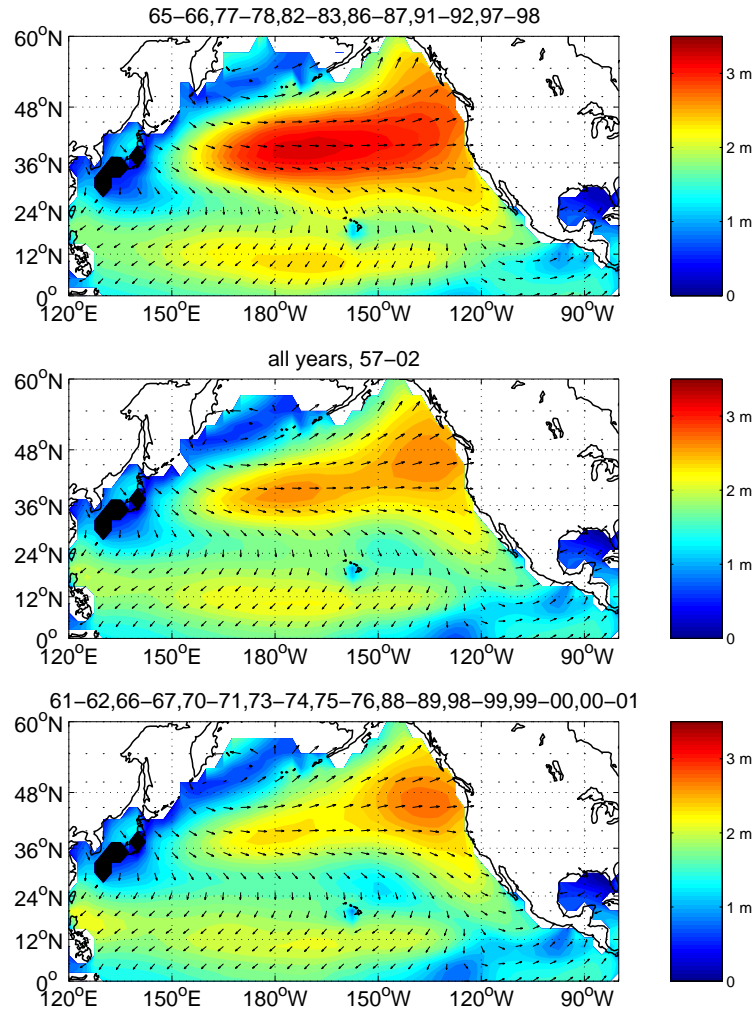 65−66,77−78,82−83,86−87,91−92,97−98
60°N
48°N
36°N
24°N
12°N
0°
120°E 150°E 180°W 150°W 120°W 90°W
3 m
2 m
1 m
0
all years, 57−02
60°N
48°N
36°N
24°N
12°N
0°
120°E 150°E 180°W 150°W 120°W 90°W
3 m
2 m
1 m
0
61−62,66−67,70−71,73−74,75−76,88−89,98−99,99−00,00−01
60°N
48°N
36°N
24°N
12°N
0°
120°E 150°E 180°W 150°W 120°W 90°W
3 m
2 m
1 m
0